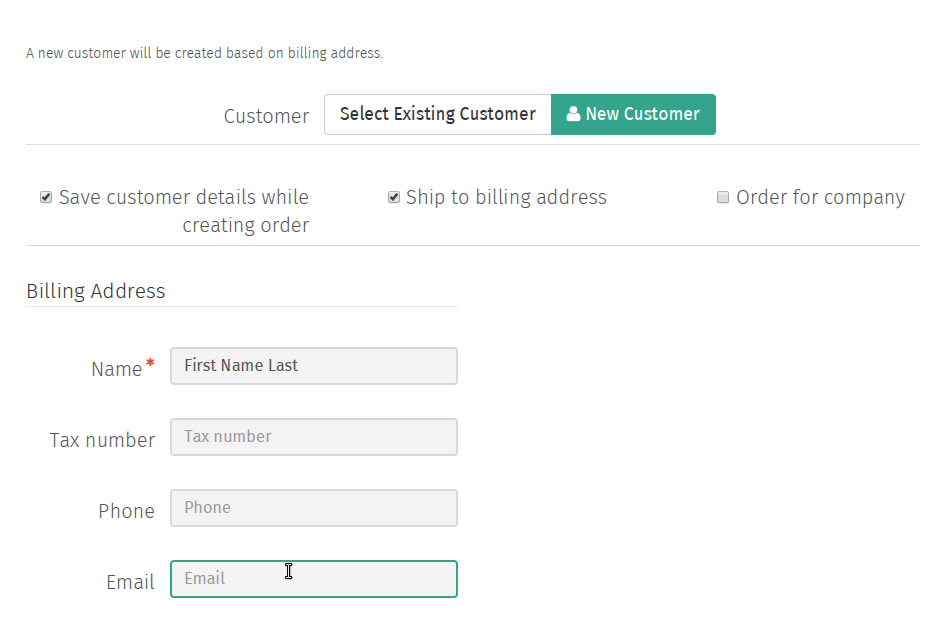 A new customer will be created based on billing address.
Customer Select Existing Customer New Customer
Save customer details while Ship to billing address Order for company
creating order
Billing Address
Name* First Name Last
Tax number Tax number
Phone Phone
Email Email